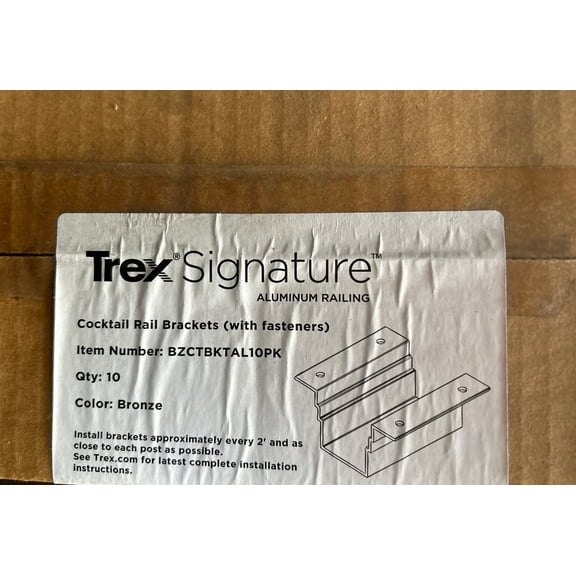 Trex® Signature™
ALUMINUM RAILING
Cocktail Rail Brackets (with fasteners)
Item Number: BZCTBKTAL10PK
Qty: 10
Color: Bronze
Install brackets approximately every 2' and as
close to each post as possible.
See Trex.com for latest complete installation
instructions.